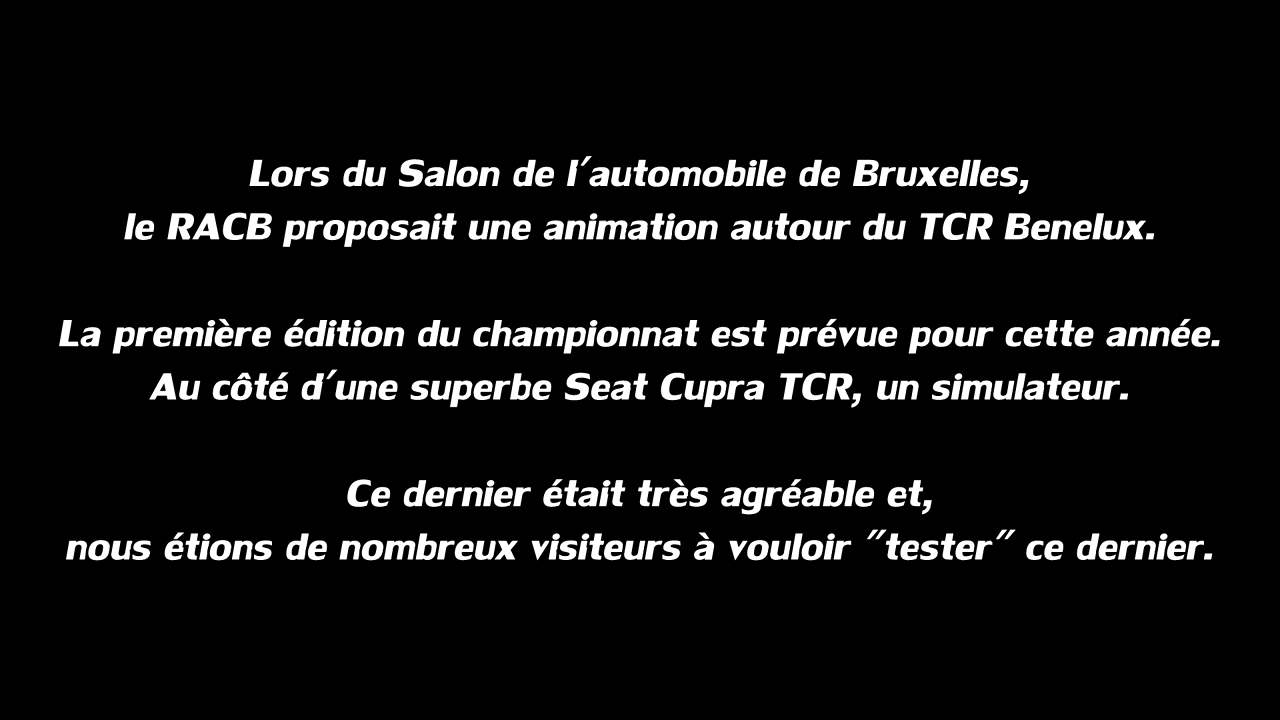 Lors du Salon de l'automobile de Bruxelles,
le RACB proposait une animation autour du TCR Benelux.
La première édition du championnat est prévue pour cette année.
Au côté d'une superbe Seat Cupra TCR, un simulateur.
Ce dernier était très agréable et,
nous étions de nombreux visiteurs à vouloir "tester" ce dernier.